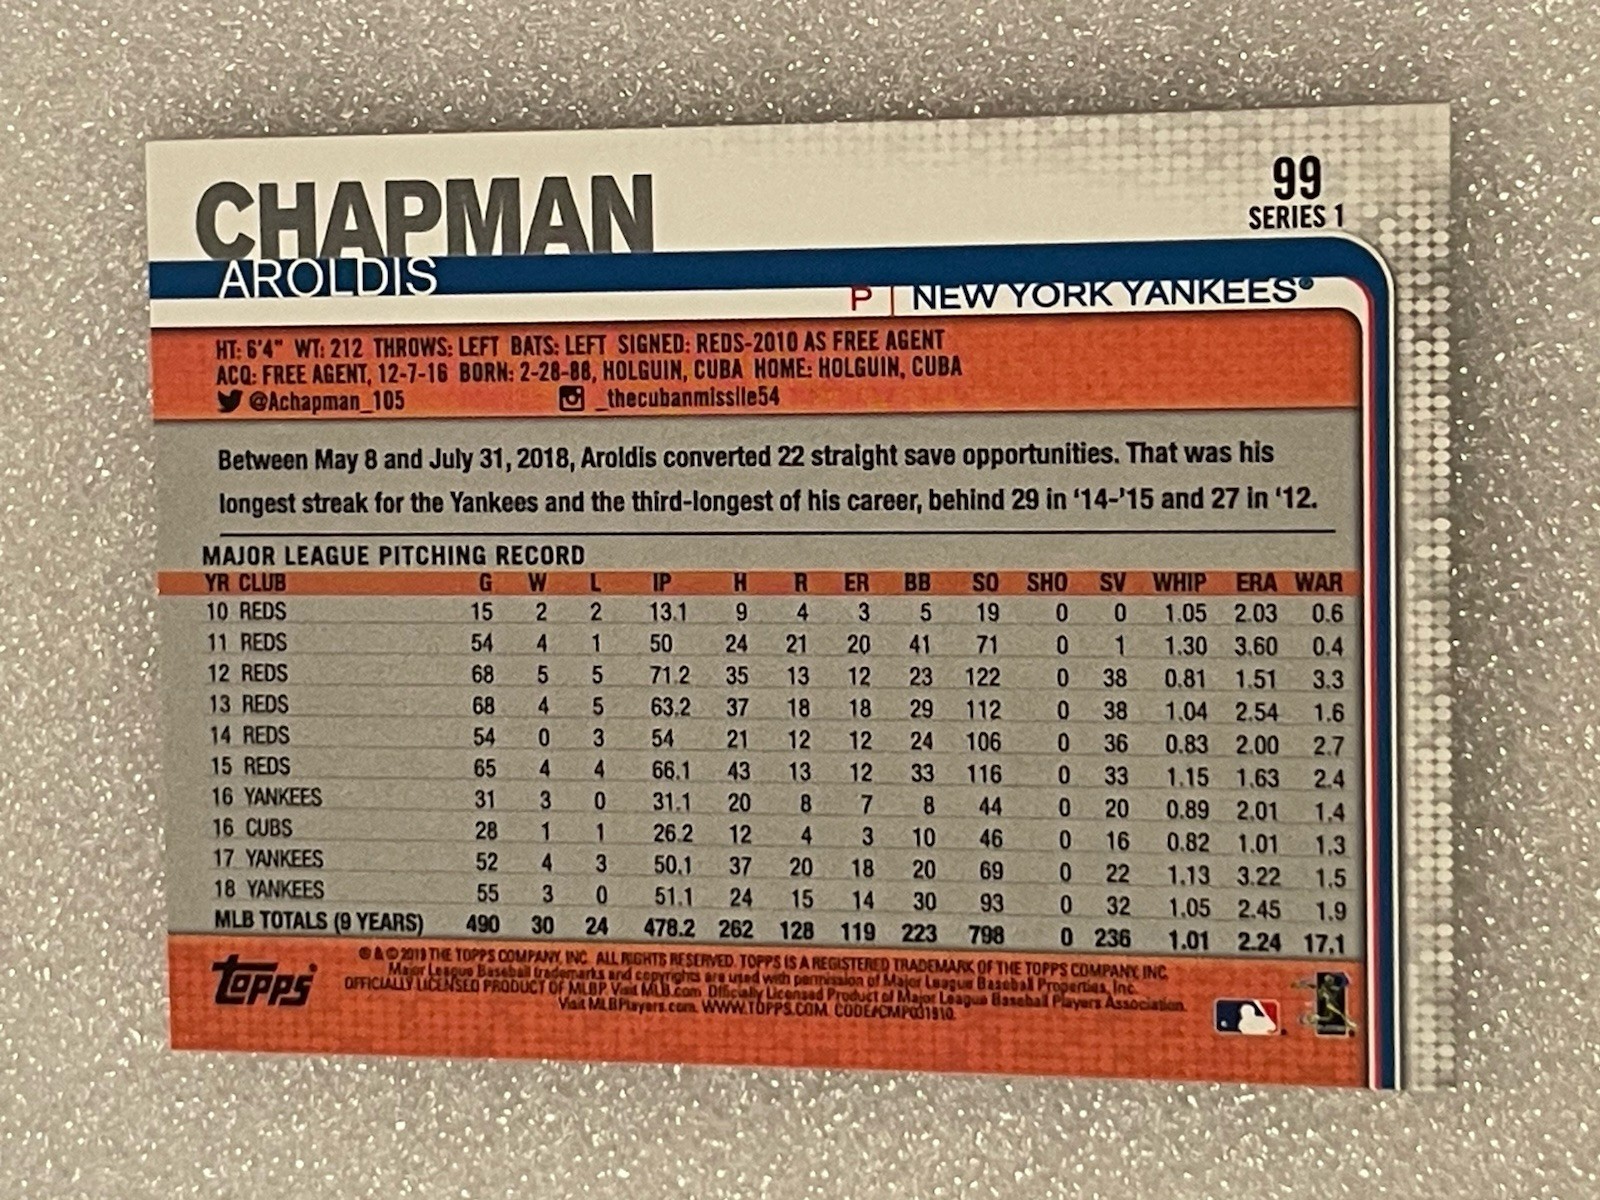 CHAPMAN
99
SERIES 1
AROLDIS
P | NEW YORK YANKEES®
HT: 6'4" WT: 212 THROWS: LEFT BATS: LEFT SIGNED: REDS-2010 AS FREE AGENT
ACQ: FREE AGENT, 12-7-16 BORN: 2-28-88, HOLGUIN, CUBA HOME: HOLGUIN, CUBA
@Achapman_105 _thecubanmissile54
Between May 8 and July 31, 2018, Aroldis converted 22 straight save opportunities. That was his
longest streak for the Yankees and the third-longest of his career, behind 29 in '14-'15 and 27 in '12.
MAJOR LEAGUE PITCHING RECORD
YR CLUB G W L IP H R ER BB SO SHO SV WHIP ERA WAR
10 REDS 15 2 2 13.1 9 4 3 5 19 0 0 1.05 2.03 0.6
11 REDS 54 4 1 50 24 21 20 41 71 0 1 1.30 3.60 0.4
12 REDS 68 5 5 71.2 35 13 12 23 122 0 38 0.81 1.51 3.3
13 REDS 68 4 5 63.2 37 18 18 29 112 0 38 1.04 2.54 1.6
14 REDS 54 0 3 54 21 12 12 24 106 0 36 0.83 2.00 2.7
15 REDS 65 4 4 66.1 43 13 12 33 116 0 33 1.15 1.63 2.4
16 YANKEES 31 3 0 31.1 20 8 7 8 44 0 20 0.89 2.01 1.4
16 CUBS 28 1 1 26.2 12 4 3 10 46 0 16 0.82 1.01 1.3
17 YANKEES 52 4 3 50.1 37 20 18 20 69 0 22 1.13 3.22 1.5
18 YANKEES 55 3 0 51.1 24 15 14 30 93 0 32 1.05 2.45 1.9
MLB TOTALS (9 YEARS) 490 30 24 478.2 262 128 119 223 798 0 236 1.01 2.24 17.1
topps
® & © 2019 THE TOPPS COMPANY, INC. ALL RIGHTS RESERVED. TOPPS IS A REGISTERED TRADEMARK OF THE TOPPS COMPANY, INC.
Major League Baseball trademarks and copyrights are used with permission of Major League Baseball Properties, Inc.
OFFICIALLY LICENSED PRODUCT OF MLBP Visit MLB.com Officially Licensed Product of Major League Baseball Players Association.
Visit MLBPlayers.com. WWW.TOPPS.COM. CODE#CMP031910.